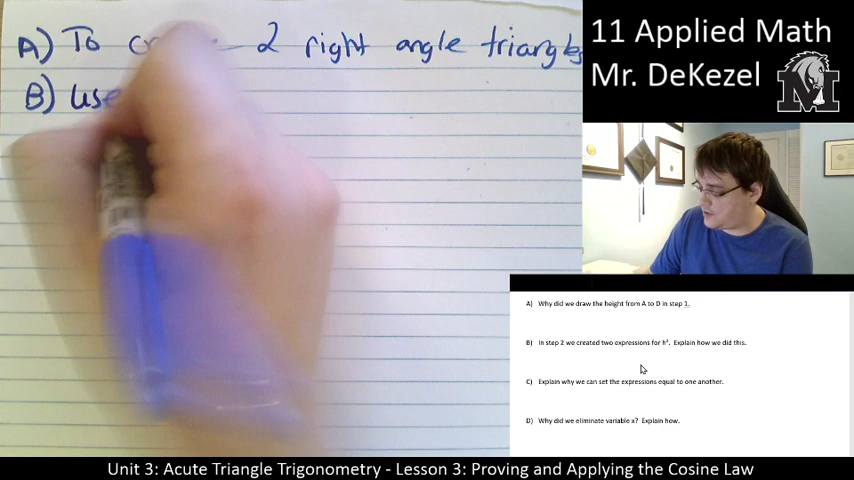 A) To 2 right angle triangles
B) Use
11 Applied Math
Mr. DeKezel
M
A) Why did we draw the height from A to D in step 1.
B) In step 2 we created two expressions for h². Explain how we did this.
C) Explain why we can set the expressions equal to one another.
D) Why did we eliminate variable x? Explain how.
Unit 3: Acute Triangle Trigonometry - Lesson 3: Proving and Applying the Cosine Law